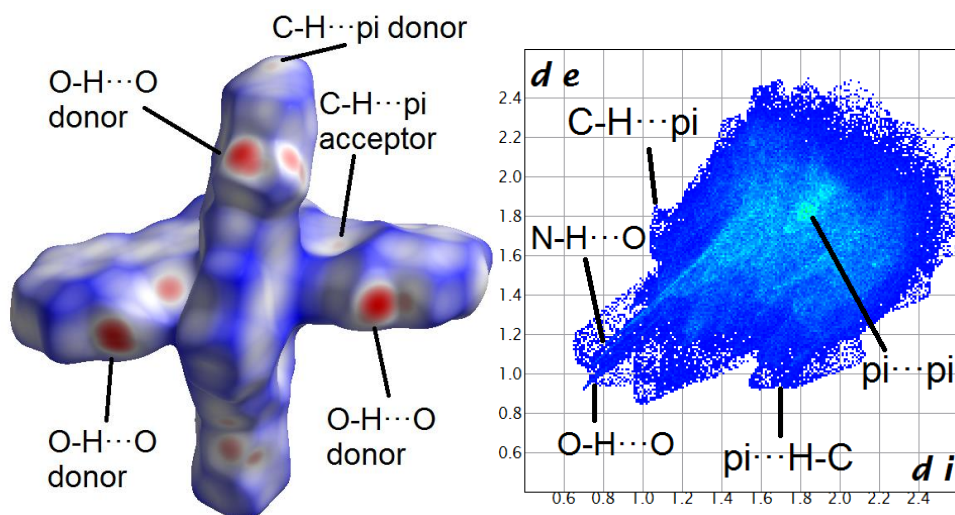 C-H···pi donor
O-H···O
donor
C-H···pi
acceptor
O-H···O
donor
O-H···O
donor
d e
2.4
2.2
2.0
1.8
1.6
1.4
1.2
1.0
0.8
0.6
C-H···pi
N-H···O
pi···pi
O-H···O
pi···H-C
d i
0.6 0.8 1.0 1.2 1.4 1.6 1.8 2.0 2.2 2.4